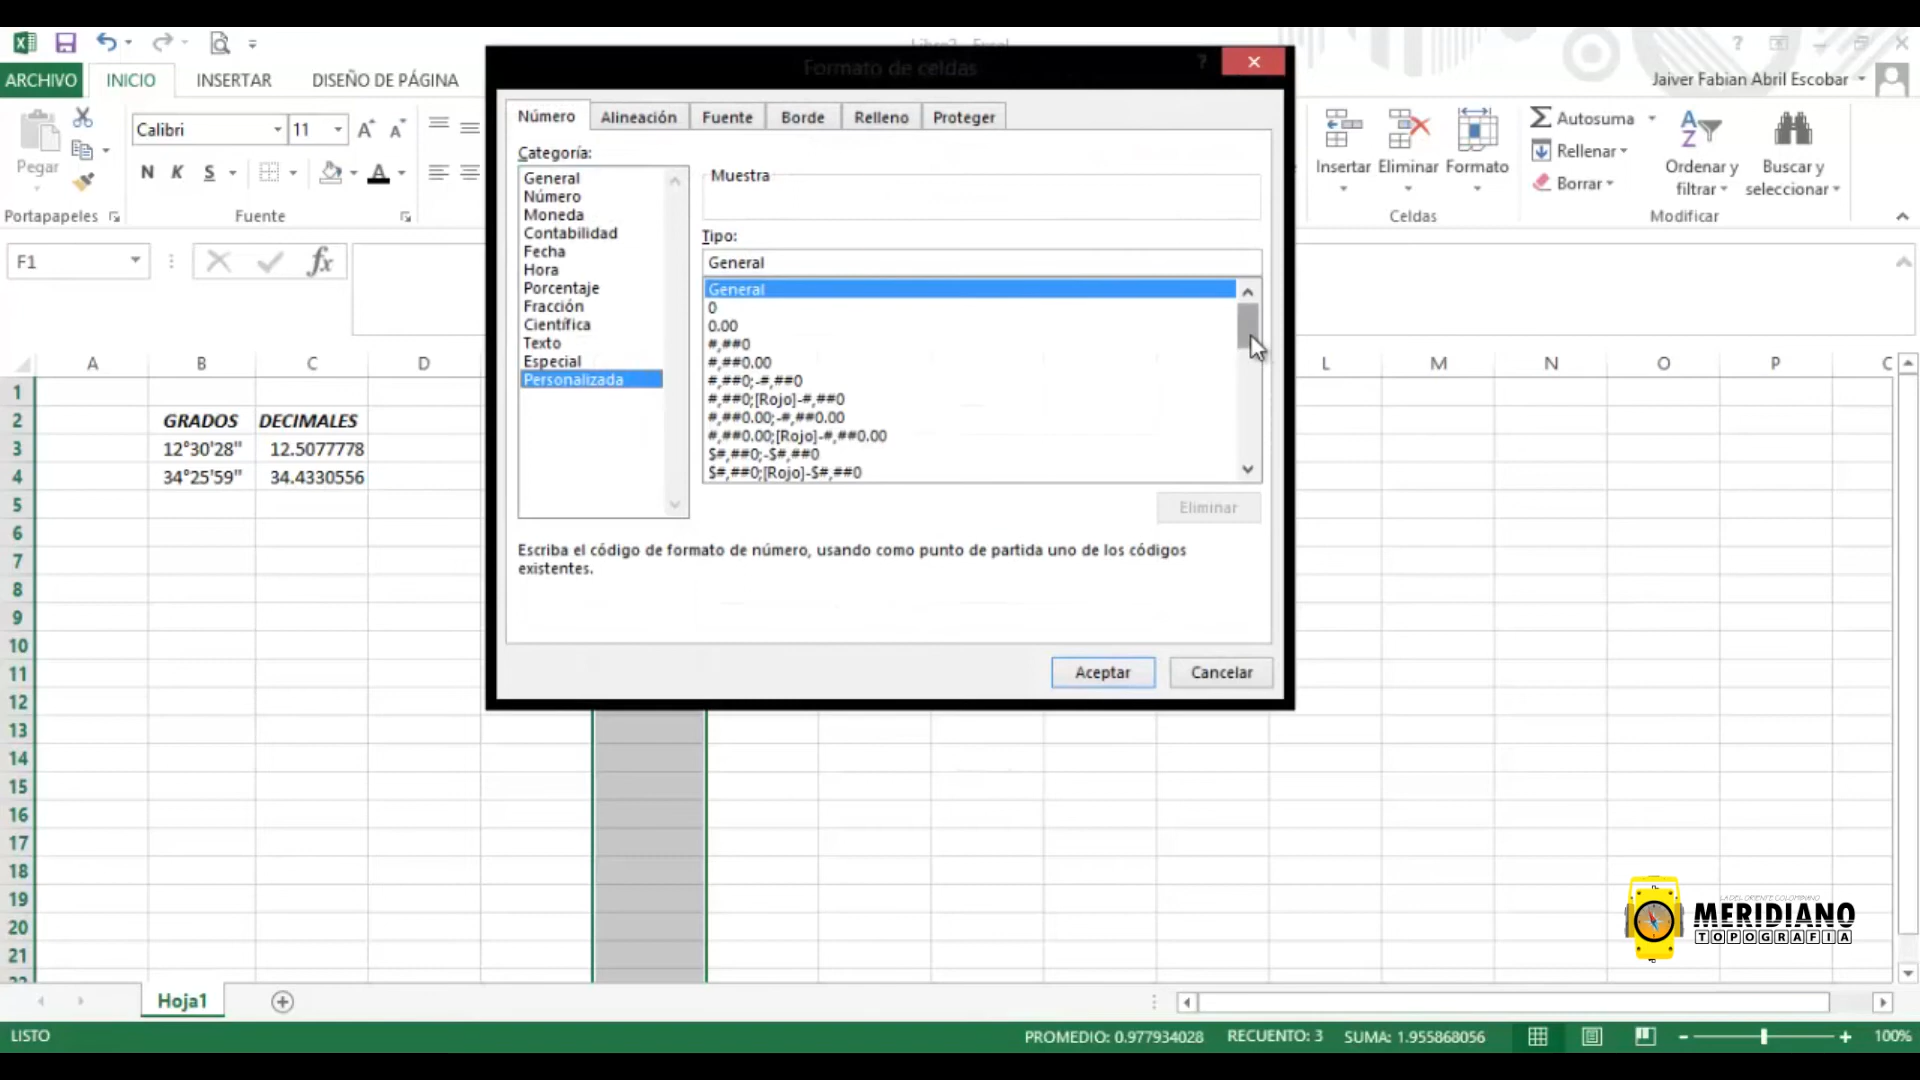 Libro2 - Excel
ARCHIVO INICIO INSERTAR DISEÑO DE PÁGINA
Jaiver Fabian Abril Escobar
Formato de celdas
Pegar
Calibri 11
N K S
Portapapeles
Fuente
Insertar Eliminar Formato
Celdas
Autosuma
Rellenar
Borrar
Ordenar y
filtrar
Buscar y
seleccionar
Modificar
F1
fx
Número Alineación Fuente Borde Relleno Proteger
Categoría:
General
Número
Moneda
Contabilidad
Fecha
Hora
Porcentaje
Fracción
Científica
Texto
Especial
Personalizada
Muestra
Tipo:
General
General
0
0.00
#,##0
#,##0.00
#,##0;-#,##0
#,##0;[Rojo]-#,##0
#,##0.00;-#,##0.00
#,##0.00;[Rojo]-#,##0.00
$#,##0;-$#,##0
$#,##0;[Rojo]-$#,##0
Eliminar
Escriba el código de formato de número, usando como punto de partida uno de los códigos
existentes.
Aceptar Cancelar
A B C D L M N O P
1
2 GRADOS DECIMALES
3 12°30'28" 12.5077778
4 34°25'59" 34.4330556
5
6
7
8
9
10
11
12
13
14
15
16
17
18
19
20
21
MERIDIANO
TOPOGRAFIA
Hoja1
LISTO
PROMEDIO: 0.977934028 RECUENTO: 3 SUMA: 1.955868056 100%